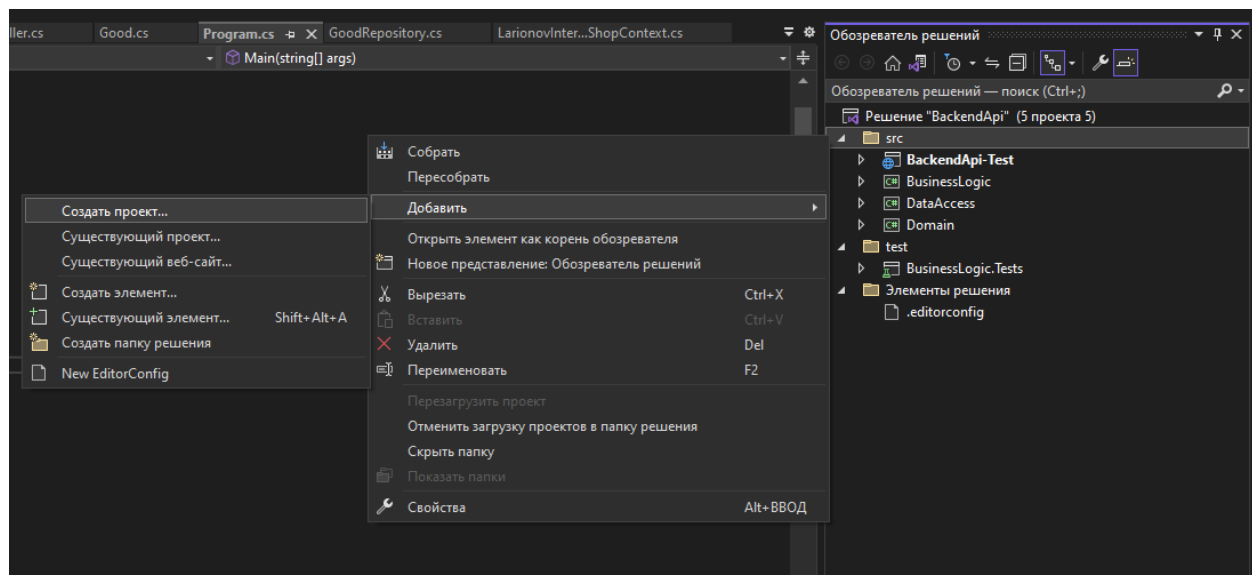 ller.cs Good.cs Program.cs GoodRepository.cs LarionovInter...ShopContext.cs
Main(string[] args)
Собрать
Пересобрать
Добавить
Открыть элемент как корень обозревателя
Новое представление: Обозреватель решений
Вырезать Ctrl+X
Вставить Ctrl+V
Удалить Del
Переименовать F2
Перезагрузить проект
Отменить загрузку проектов в папку решения
Скрыть папку
Показать папки
Свойства Alt+ВВОД
Создать проект...
Существующий проект...
Существующий веб-сайт...
Создать элемент...
Существующий элемент... Shift+Alt+A
Создать папку решения
New EditorConfig
Обозреватель решений
Обозреватель решений — поиск (Ctrl+;)
Решение "BackendApi" (5 проекта 5)
src
BackendApi-Test
C# BusinessLogic
C# DataAccess
C# Domain
test
BusinessLogic.Tests
Элементы решения
.editorconfig